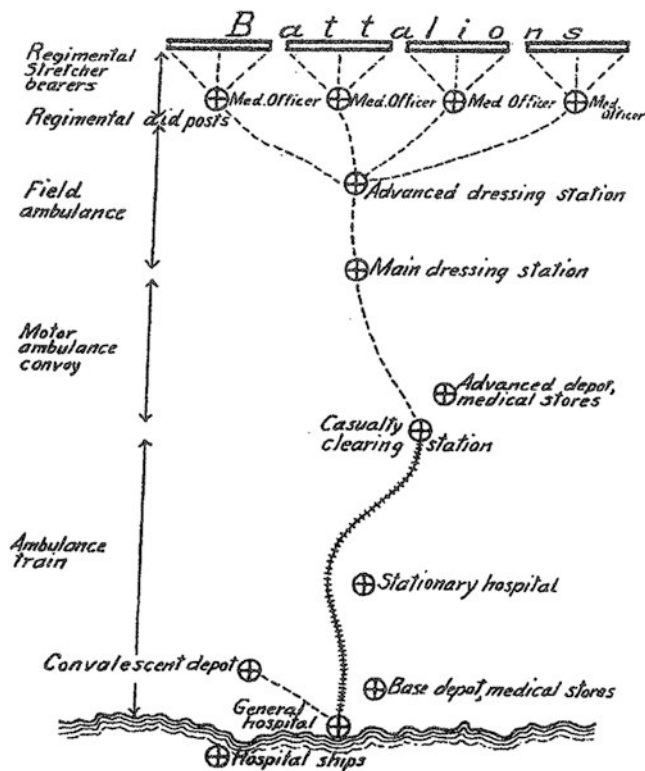 Battalions
Regimental
Stretcher
bearers
Med. Officer
Med. Officer
Med Officer
Med.
Officer
Regimental aid posts
Field
ambulance
Advanced dressing station
Main dressing station
Motor
ambulance
convoy
Advanced depot,
medical stores
Casualty
clearing station
Ambulance
train
Stationary hospital
Convalescent depot
Base depot, medical stores
General
hospital
Hospital ships